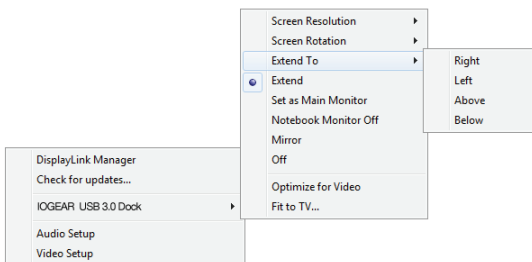 Screen Resolution
Screen Rotation
Extend To
Extend
Set as Main Monitor
Notebook Monitor Off
Mirror
Off
Optimize for Video
Fit to TV...
Right
Left
Above
Below
DisplayLink Manager
Check for updates...
IOGEAR USB 3.0 Dock
Audio Setup
Video Setup